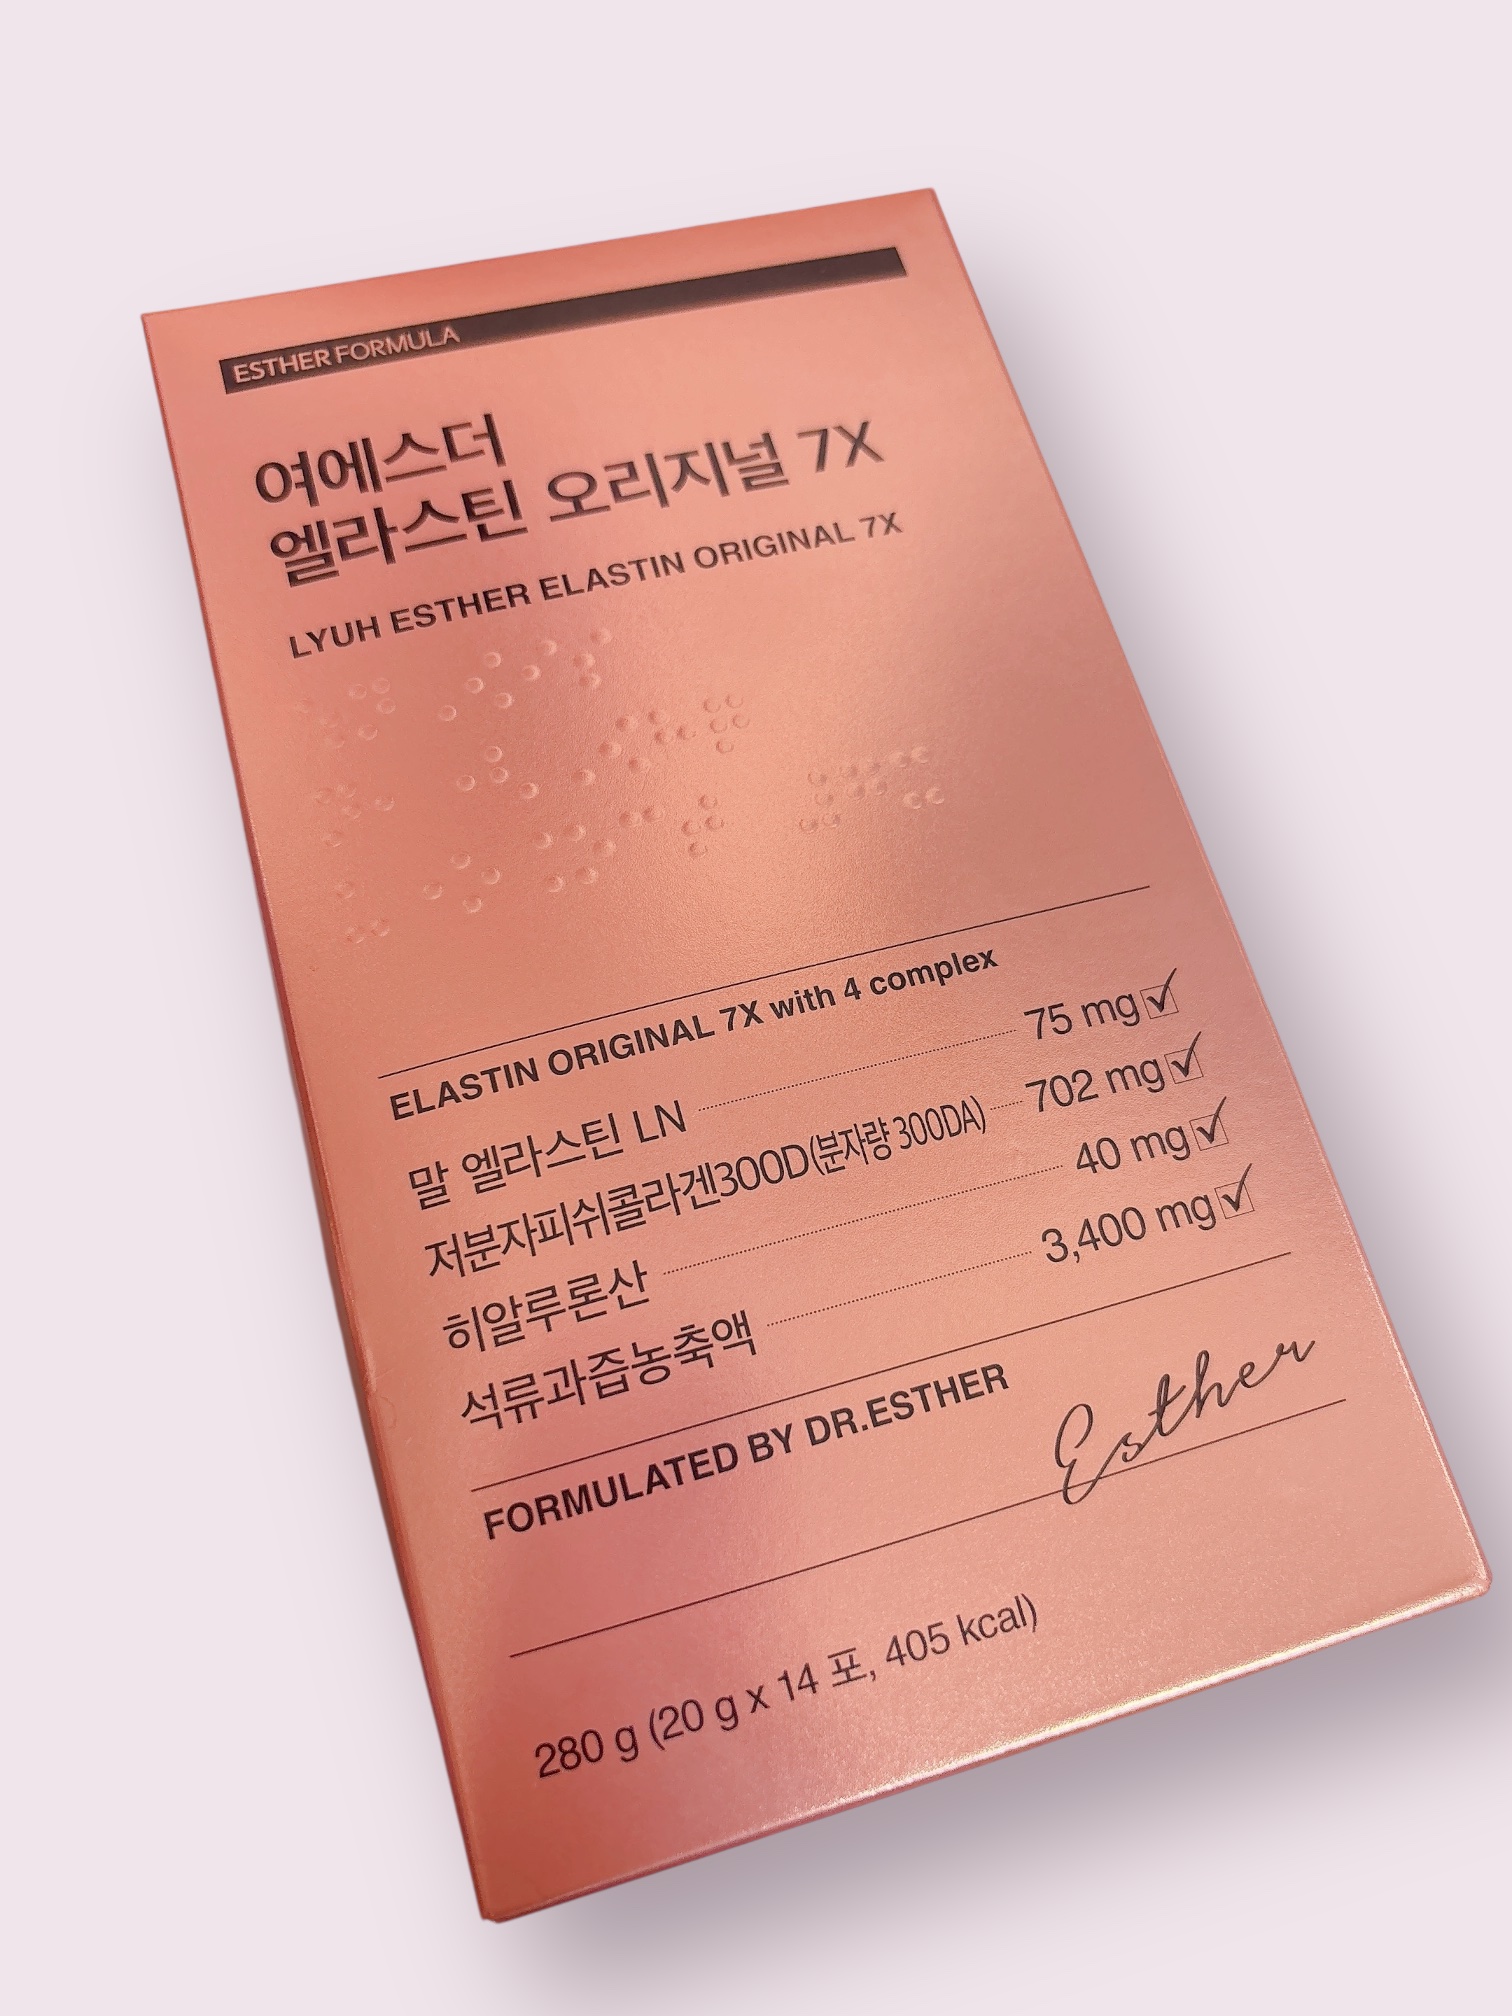 ESTHER FORMULA
여에스더
엘라스틴 오리지널 7X
LYUH ESTHER ELASTIN ORIGINAL 7X
ELASTIN ORIGINAL 7X with 4 complex
말 엘라스틴 LN 75 mg
저분자피쉬콜라겐300D(분자량 300DA) 702 mg
히알루론산 40 mg
석류과즙농축액 3,400 mg
FORMULATED BY DR.ESTHER
Esther
280 g (20 g x 14 포, 405 kcal)